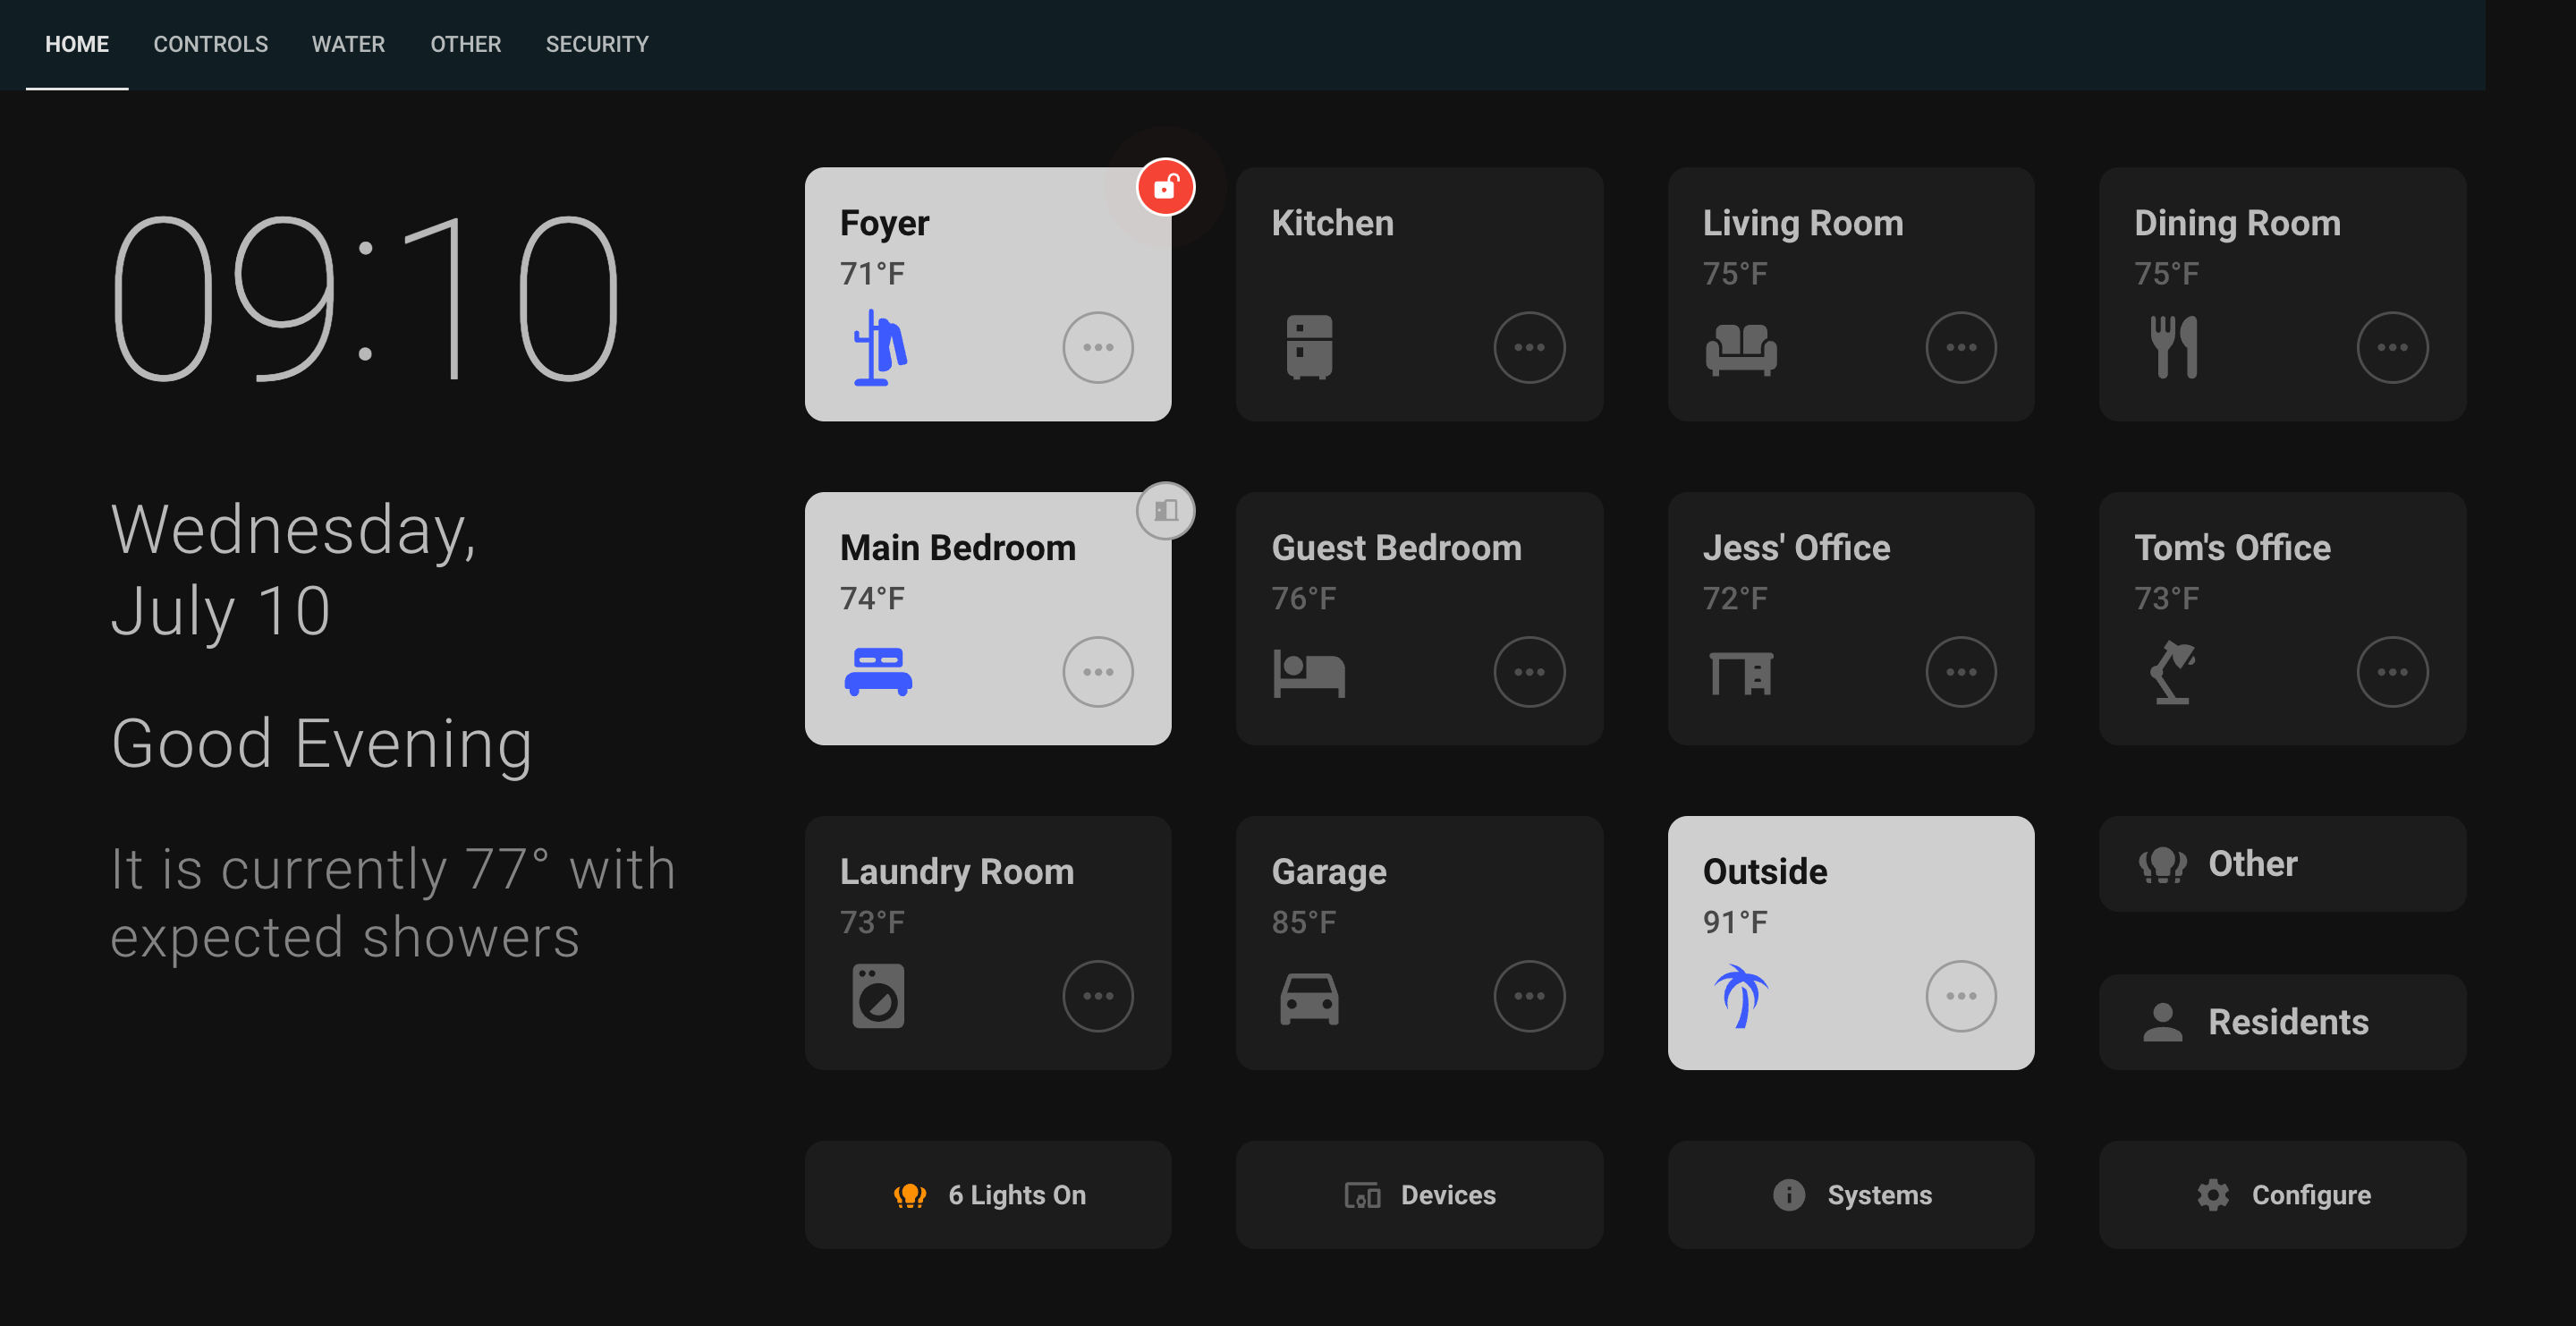 HOME CONTROLS WATER OTHER SECURITY
09:10
Wednesday,
July 10
Good Evening
It is currently 77° with
expected showers
Foyer
71°F
Kitchen
Living Room
75°F
Dining Room
75°F
Main Bedroom
74°F
Guest Bedroom
76°F
Jess' Office
72°F
Tom's Office
73°F
Laundry Room
73°F
Garage
85°F
Outside
91°F
Other
Residents
6 Lights On
Devices
Systems
Configure